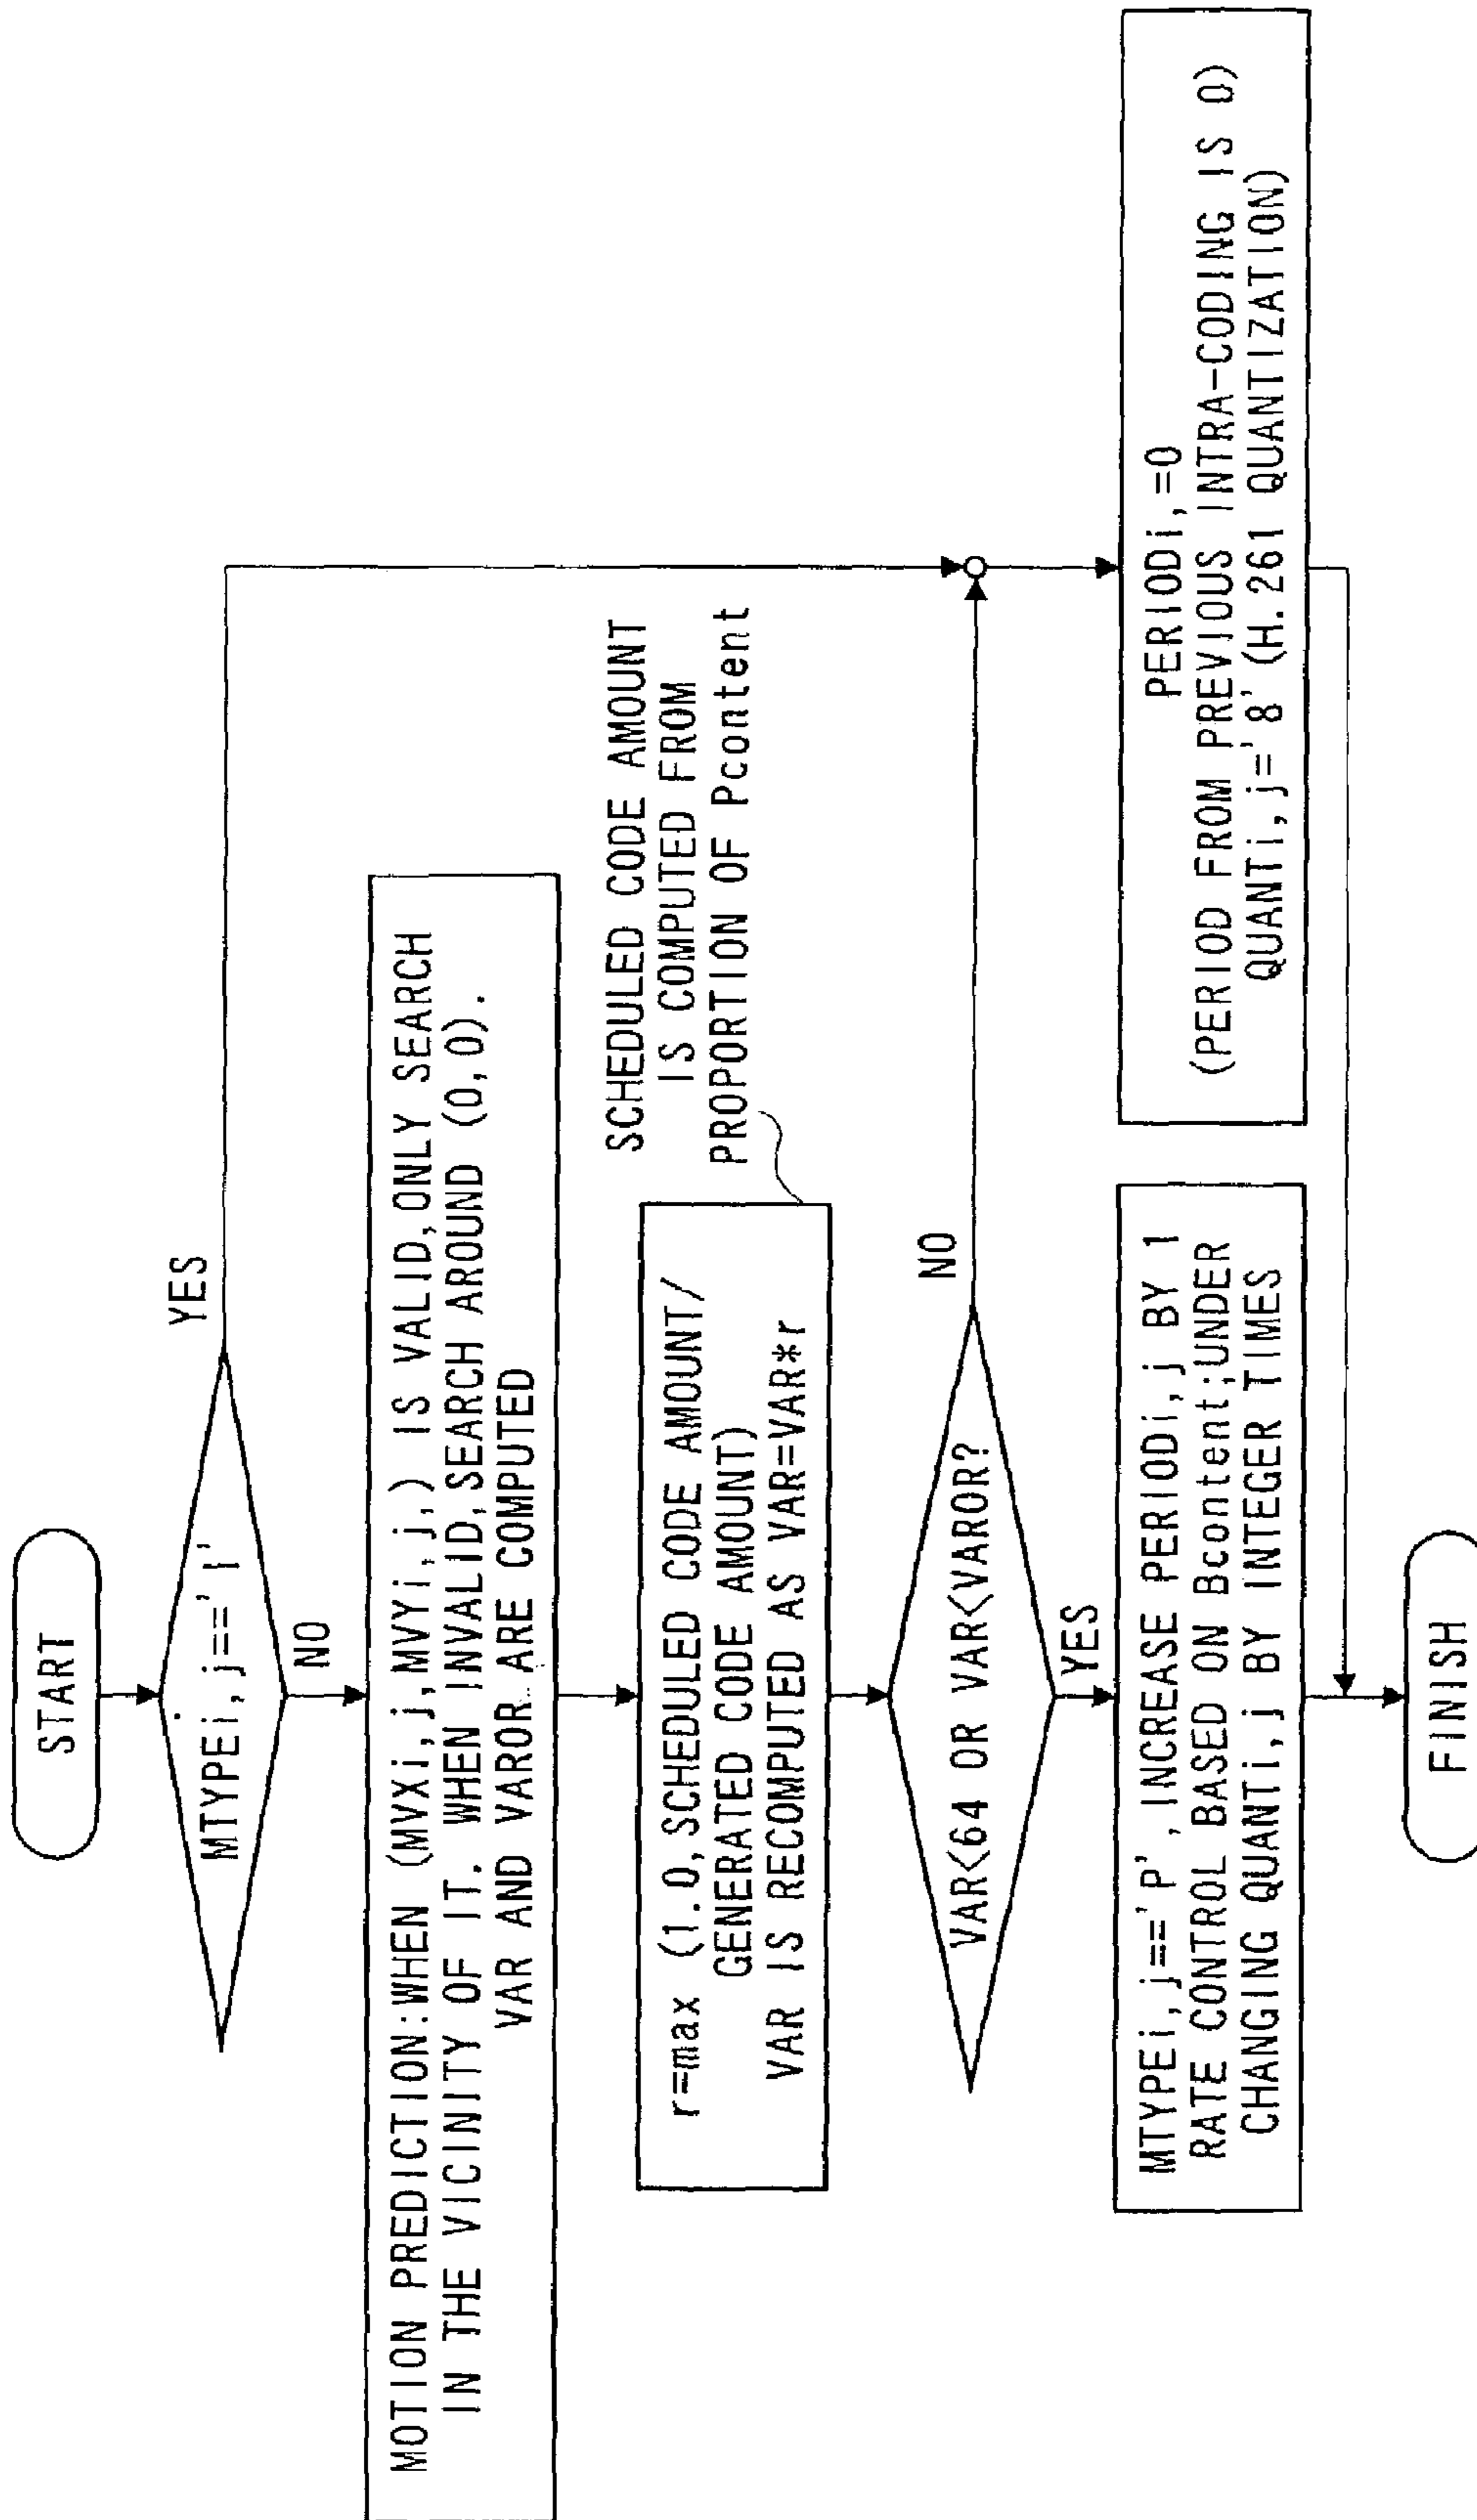 START
MTYPEi,j=='I'
YES
NO
MOTION PREDICTION:WHEN (MVXi,j,MVYi,j,) IS VALID,ONLY SEARCH
IN THE VICINITY OF IT. WHEN INVALID,SEARCH AROUND (0,0).
VAR AND VAROR ARE COMPUTED
SCHEDULED CODE AMOUNT
IS COMPUTED FROM
PROPORTION OF Pcontent
r=max (1.0,SCHEDULED CODE AMOUNT/
GENERATED CODE AMOUNT)
VAR IS RECOMPUTED AS VAR=VAR*r
VAR<64 OR VAR<VAROR?
NO
YES
MTYPEi,j=='P',INCREASE PERIODi,j BY 1
RATE CONTROL BASED ON Bcontent;UNDER
CHANGING QUANTi,j BY INTEGER TIMES
PERIODi,=0
(PERIOD FROM PREVIOUS INTRA-CODING IS 0)
QUANTi,j='8' (H.261 QUANTIZATION)
FINISH